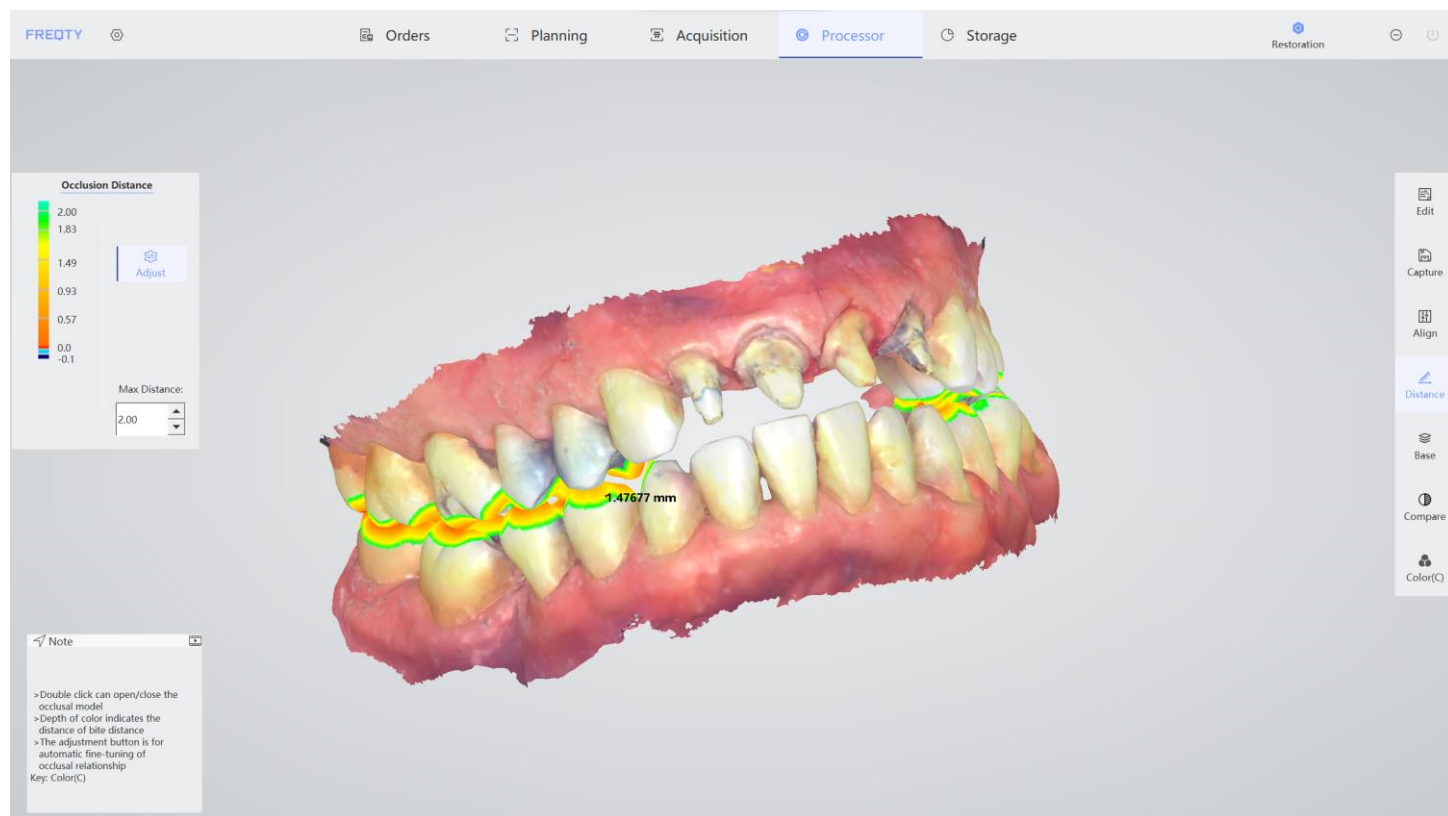 FREQTY
Orders
Planning
Acquisition
Processor
Storage
Restoration
Occlusion Distance
2.00
1.83
1.49
0.93
0.57
0.0
-0.1
Adjust
Max Distance:
2.00
1.47677 mm
Edit
Capture
Align
Distance
Base
Compare
Color(C)
Note
>Double click can open/close the
occlusal model
>Depth of color indicates the
distance of bite distance
>The adjustment button is for
automatic fine-tuning of
occlusal relationship
Key: Color(C)